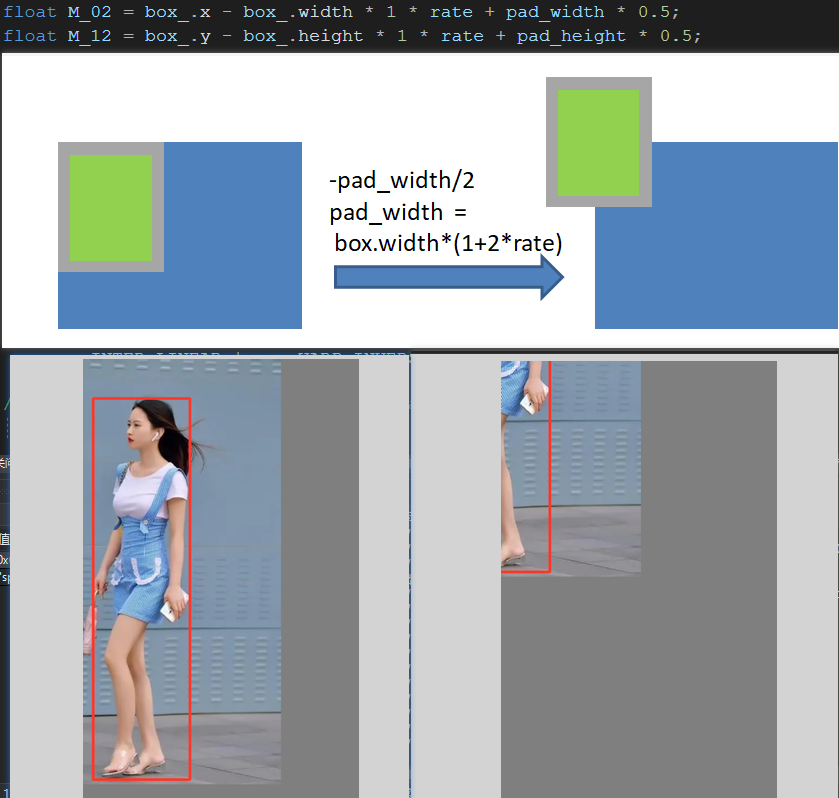 float M_02 = box_.x - box_.width * 1 * rate + pad_width * 0.5;
float M_12 = box_.y - box_.height * 1 * rate + pad_height * 0.5;
-pad_width/2
pad_width =
box.width*(1+2*rate)